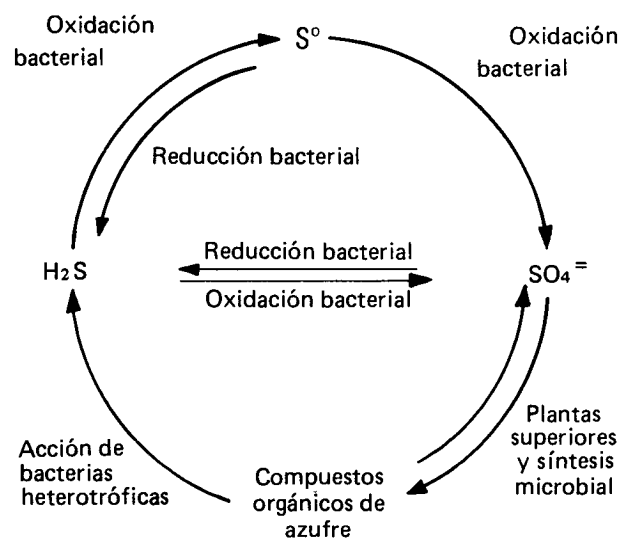 Oxidación
bacterial
S°
Oxidación
bacterial
Reducción bacterial
H₂S
Reducción bacterial
Oxidación bacterial
SO₄⁼
Acción de
bacterias
heterotróficas
Compuestos
orgánicos de
azufre
Plantas
superiores
y síntesis
microbial